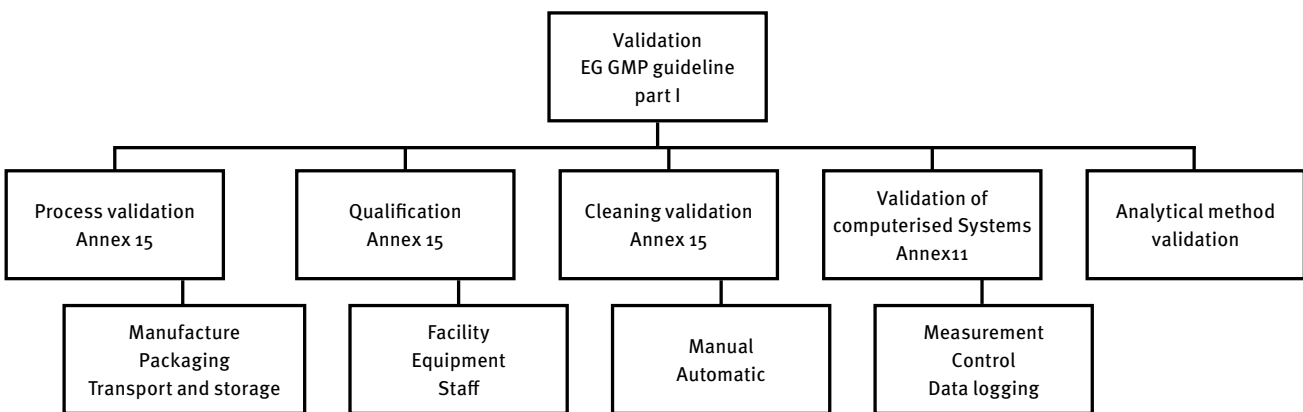 Validation
EG GMP guideline
part I
Process validation
Annex 15
Qualification
Annex 15
Cleaning validation
Annex 15
Validation of
computerised Systems
Annex11
Analytical method
validation
Manufacture
Packaging
Transport and storage
Facility
Equipment
Staff
Manual
Automatic
Measurement
Control
Data logging